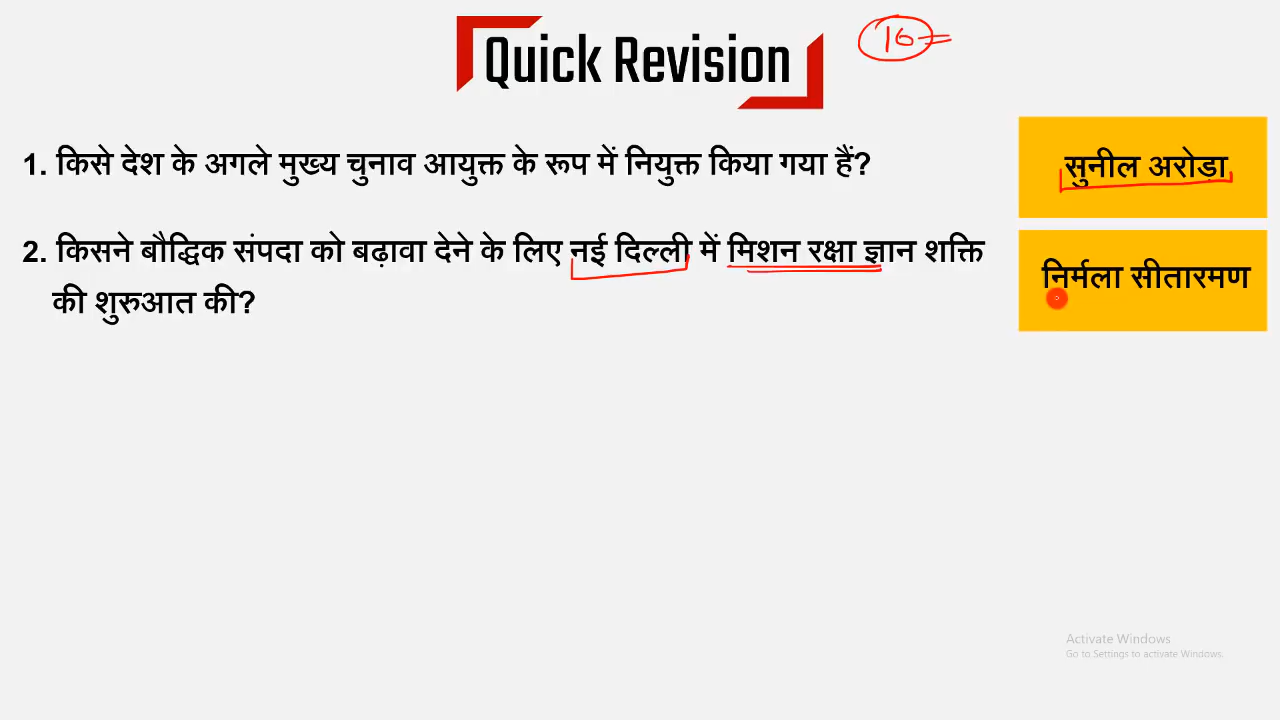 Quick Revision
16
1. किसे देश के अगले मुख्य चुनाव आयुक्त के रूप में नियुक्त किया गया हैं?
सुनील अरोडा
2. किसने बौद्धिक संपदा को बढ़ावा देने के लिए नई दिल्ली में मिशन रक्षा ज्ञान शक्ति
की शुरुआत की?
निर्मला सीतारमण
Activate Windows
Go to Settings to activate Windows.